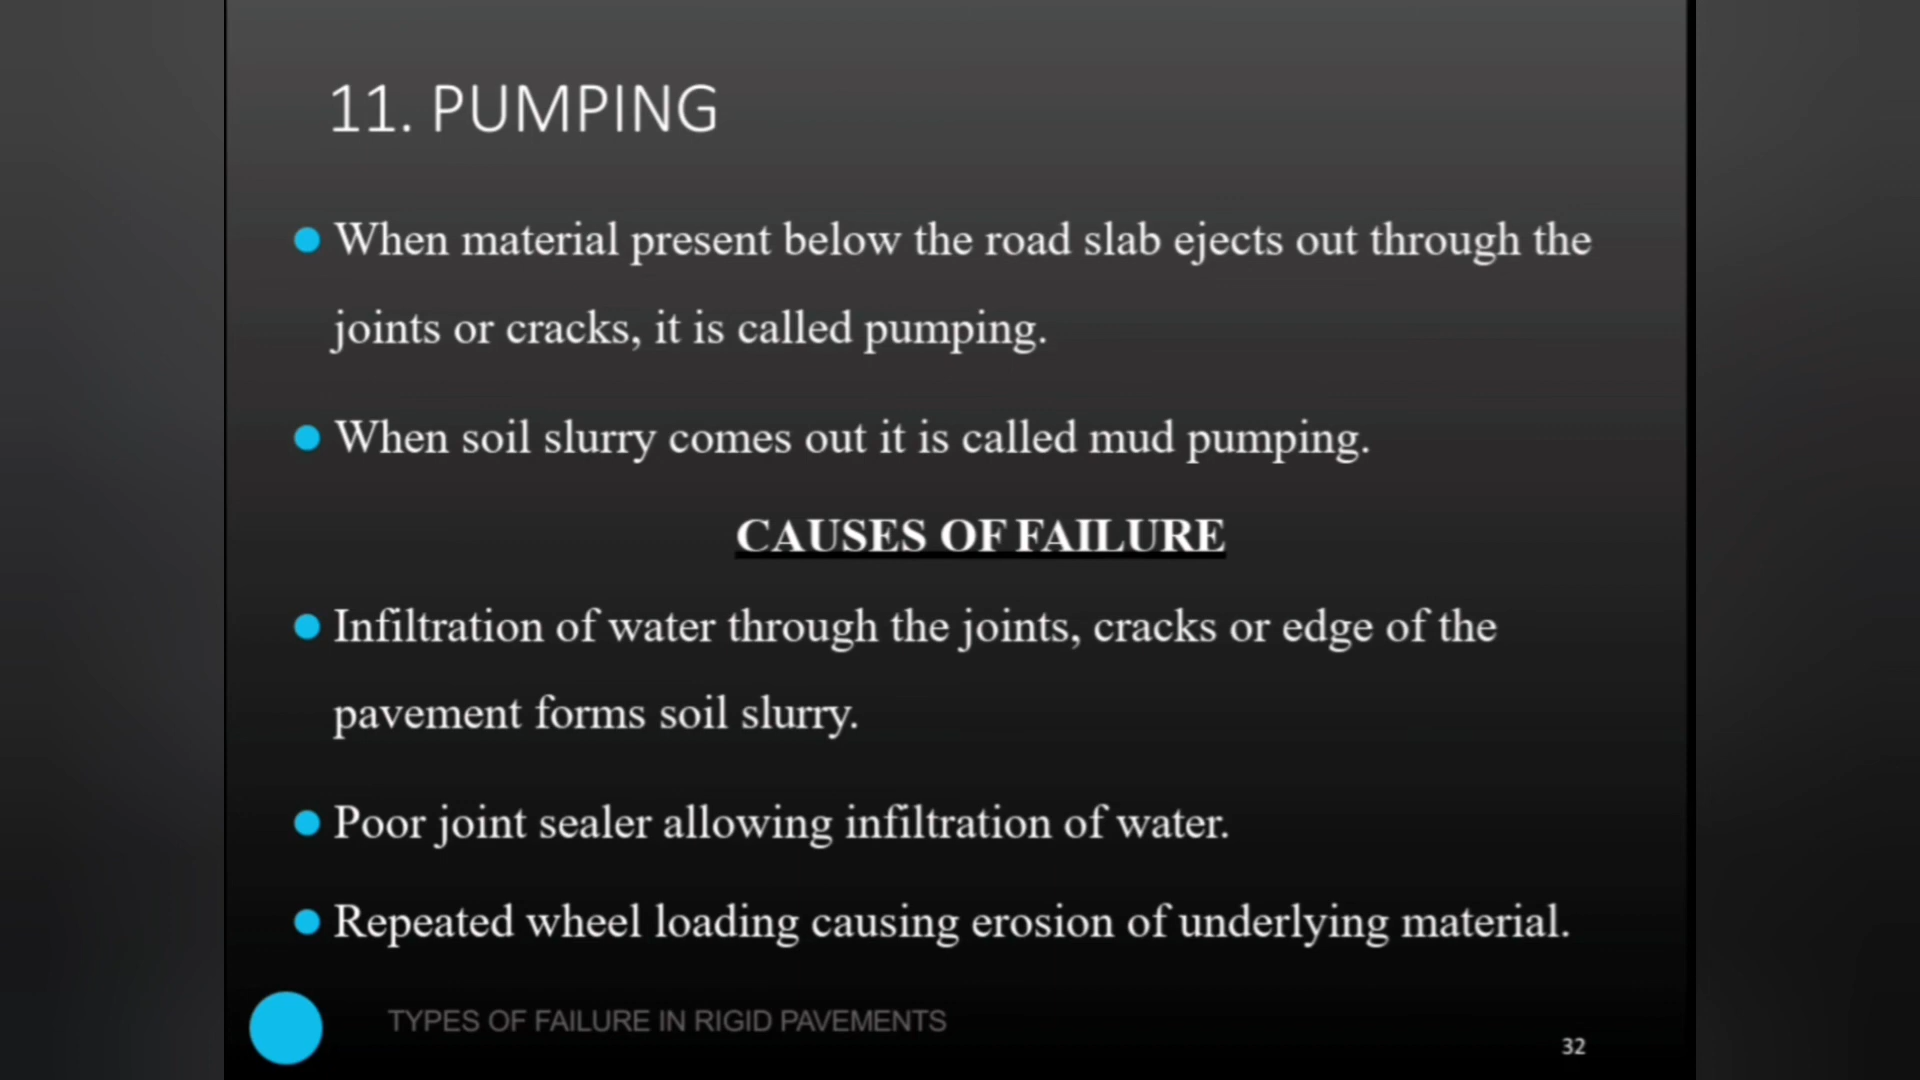 11. PUMPING
When material present below the road slab ejects out through the
joints or cracks, it is called pumping.
When soil slurry comes out it is called mud pumping.
CAUSES OF FAILURE
Infiltration of water through the joints, cracks or edge of the
pavement forms soil slurry.
Poor joint sealer allowing infiltration of water.
Repeated wheel loading causing erosion of underlying material.
TYPES OF FAILURE IN RIGID PAVEMENTS
32